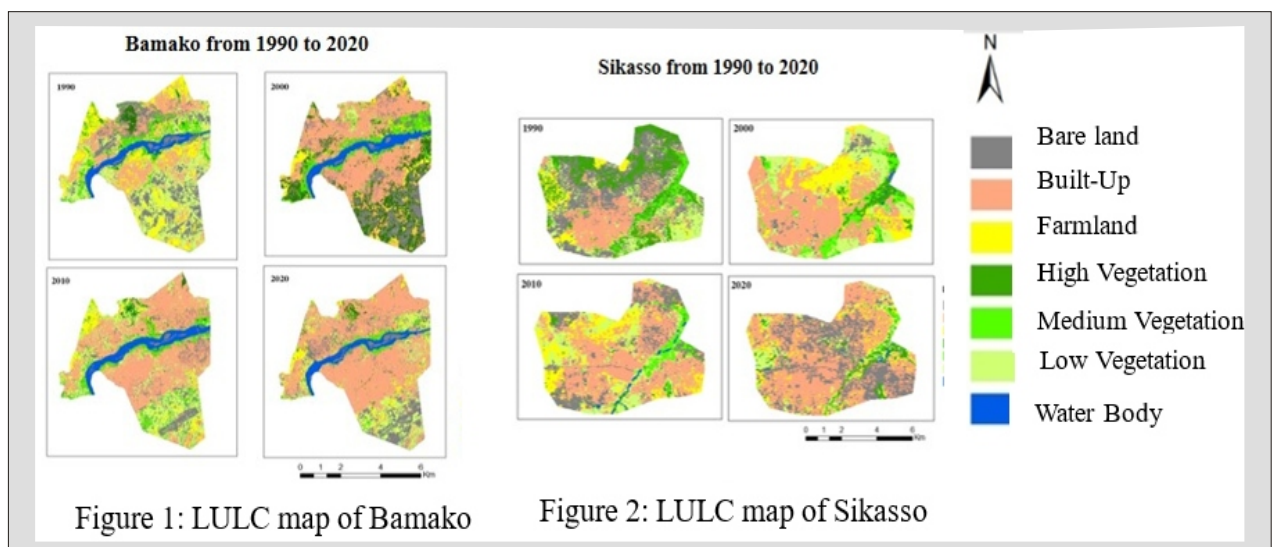 Bamako from 1990 to 2020
1990
2000
2010
2020
0 1 2 4 6
Km
Figure 1: LULC map of Bamako
Sikasso from 1990 to 2020
1990
2000
2010
2020
0 1 2 4 6
Km
Figure 2: LULC map of Sikasso
N
Bare land
Built-Up
Farmland
High Vegetation
Medium Vegetation
Low Vegetation
Water Body